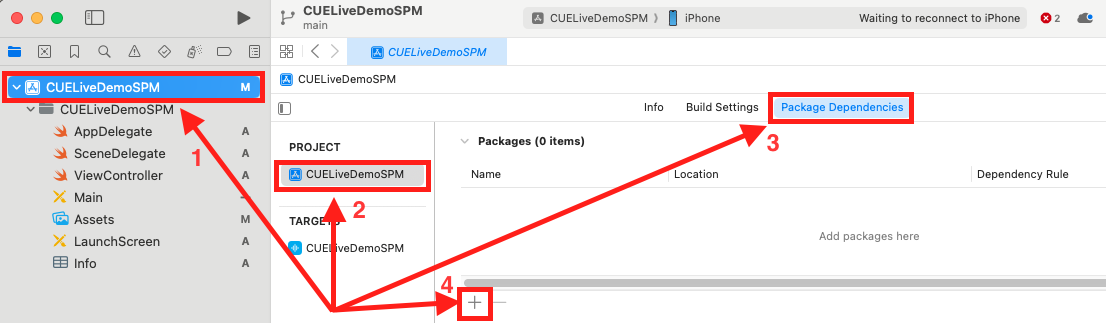 CUELiveDemoSPM
main
CUELiveDemoSPM 〉 iPhone
Waiting to reconnect to iPhone
2
CUELiveDemoSPM
CUELiveDemoSPM
CUELiveDemoSPM M
CUELiveDemoSPM
AppDelegate A
SceneDelegate A
ViewController A
Main
Assets M
LaunchScreen A
Info A
1
Info Build Settings Package Dependencies
3
PROJECT
CUELiveDemoSPM
2
TARGETS
CUELiveDemoSPM
Packages (0 items)
Name Location Dependency Rule
Add packages here
4